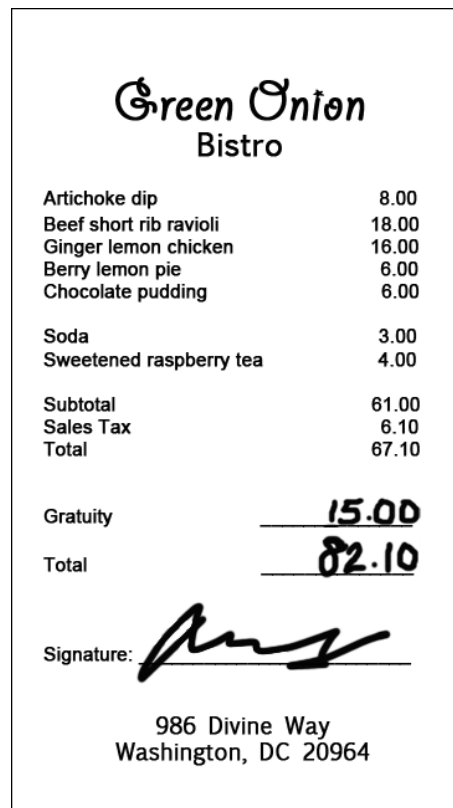 Green Onion
Bistro
Artichoke dip 8.00
Beef short rib ravioli 18.00
Ginger lemon chicken 16.00
Berry lemon pie 6.00
Chocolate pudding 6.00
Soda 3.00
Sweetened raspberry tea 4.00
Subtotal 61.00
Sales Tax 6.10
Total 67.10
Gratuity 15.00
Total 82.10
Signature:
986 Divine Way
Washington, DC 20964